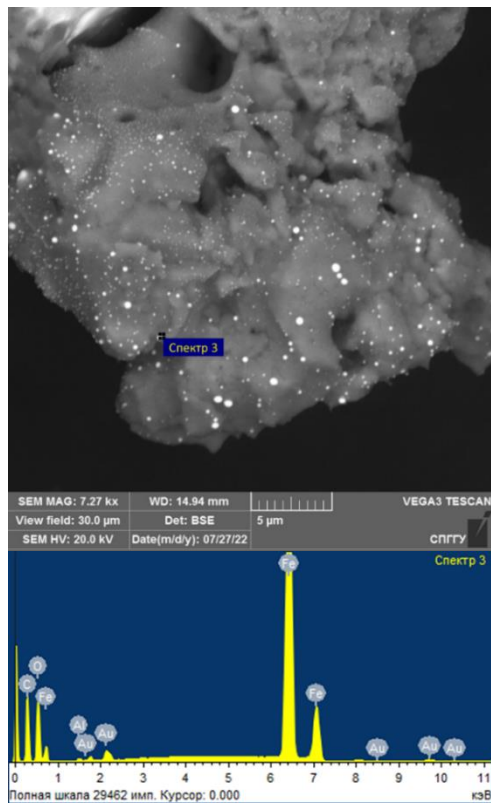 Спектр 3
SEM MAG: 7.27 kx WD: 14.94 mm VEGA3 TESCAN
View field: 30.0 µm Det: BSE 5 µm
SEM HV: 20.0 kV Date(m/d/y): 07/27/22 СПГГУ
Спектр 3
Fe
O
C Fe Al Au Fe
Au Au Au Au
0 1 2 3 4 5 6 7 8 9 10 11
Полная шкала 29462 имп. Курсор: 0.000 кэВ